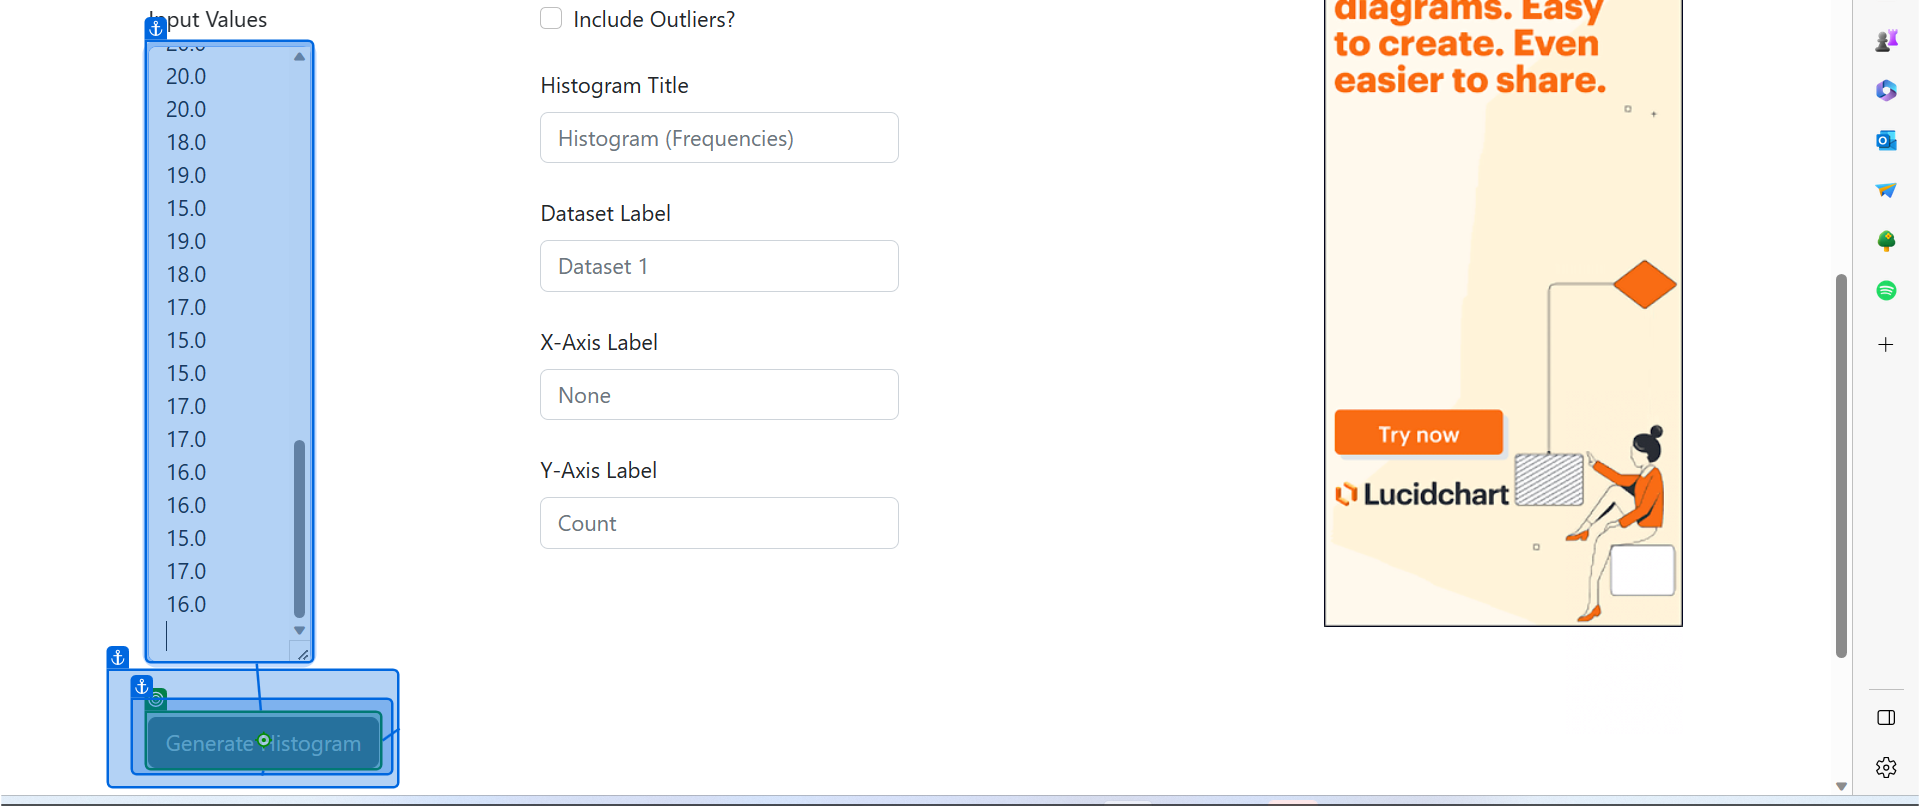 Input Values
20.0
20.0
20.0
18.0
19.0
15.0
19.0
18.0
17.0
15.0
15.0
17.0
17.0
16.0
16.0
15.0
17.0
16.0
Generate Histogram
Include Outliers?
Histogram Title
Histogram (Frequencies)
Dataset Label
Dataset 1
X-Axis Label
None
Y-Axis Label
Count
diagrams. Easy
to create. Even
easier to share.
Try now
Lucidchart